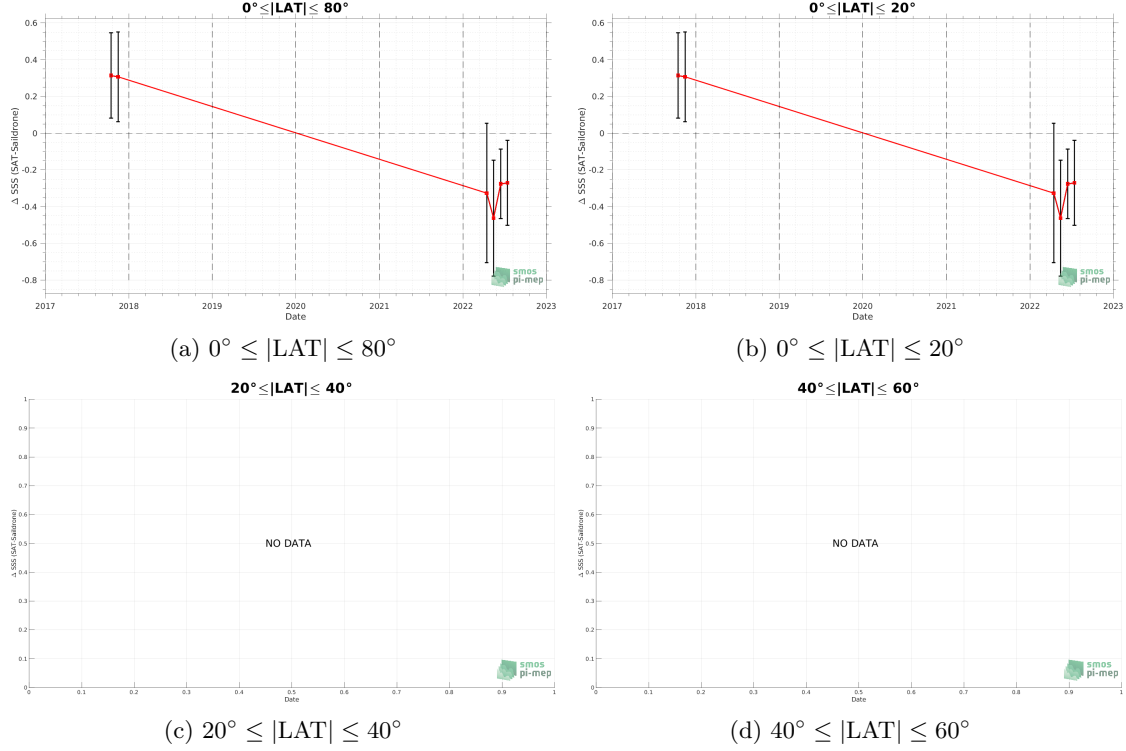 0°≤|LAT|≤ 80°
0.6
0.4
0.2
0
-0.2
-0.4
-0.6
-0.8
Δ SSS (SAT-Saildrone)
2017 2018 2019 2020 2021 2022 2023
Date
smos
pi-mep
(a) 0° ≤ |LAT| ≤ 80°
0°≤|LAT|≤ 20°
0.6
0.4
0.2
0
-0.2
-0.4
-0.6
-0.8
Δ SSS (SAT-Saildrone)
2017 2018 2019 2020 2021 2022 2023
Date
smos
pi-mep
(b) 0° ≤ |LAT| ≤ 20°
20°≤|LAT|≤ 40°
1
0.9
0.8
0.7
0.6
0.5
0.4
0.3
0.2
0.1
0
Δ SSS (SAT-Saildrone)
NO DATA
0 0.1 0.2 0.3 0.4 0.5 0.6 0.7 0.8 0.9 1
Date
smos
pi-mep
(c) 20° ≤ |LAT| ≤ 40°
40°≤|LAT|≤ 60°
1
0.9
0.8
0.7
0.6
0.5
0.4
0.3
0.2
0.1
0
Δ SSS (SAT-Saildrone)
NO DATA
0 0.1 0.2 0.3 0.4 0.5 0.6 0.7 0.8 0.9 1
Date
smos
pi-mep
(d) 40° ≤ |LAT| ≤ 60°